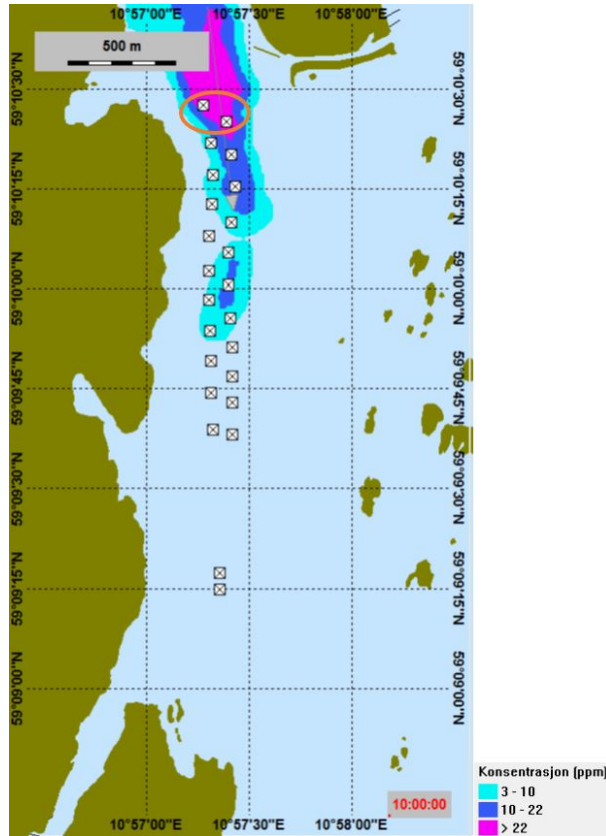 10°57'00"E 10°57'30"E 10°58'00"E
500 m
59°10'30"N 59°10'30"N
59°10'15"N 59°10'15"N
59°10'00"N 59°10'00"N
59°09'45"N 59°09'45"N
59°09'30"N 59°09'30"N
59°09'15"N 59°09'15"N
59°09'00"N 59°09'00"N
Konsentrasjon (ppm)
3 - 10
10:00:00
10 - 22
10°57'00"E 10°57'30"E 10°58'00"E
> 22